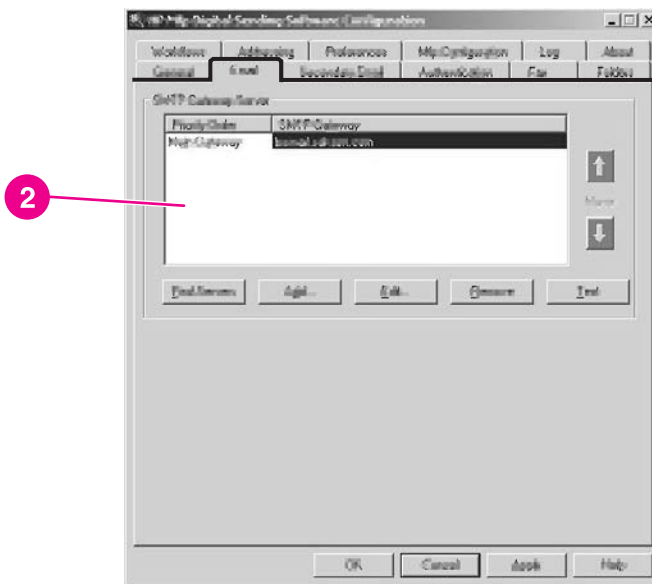 HP Mfp Digital Sending Software Configuration
Workflows Addressing Preferences Mfp Configuration Log About
General Email Secondary Email Authentication Fax Folders
SMTP Gateway Server
Priority Order SMTP Gateway
Main Gateway
2
Move
Find Servers Add... Edit... Remove Test
OK Cancel Apply Help